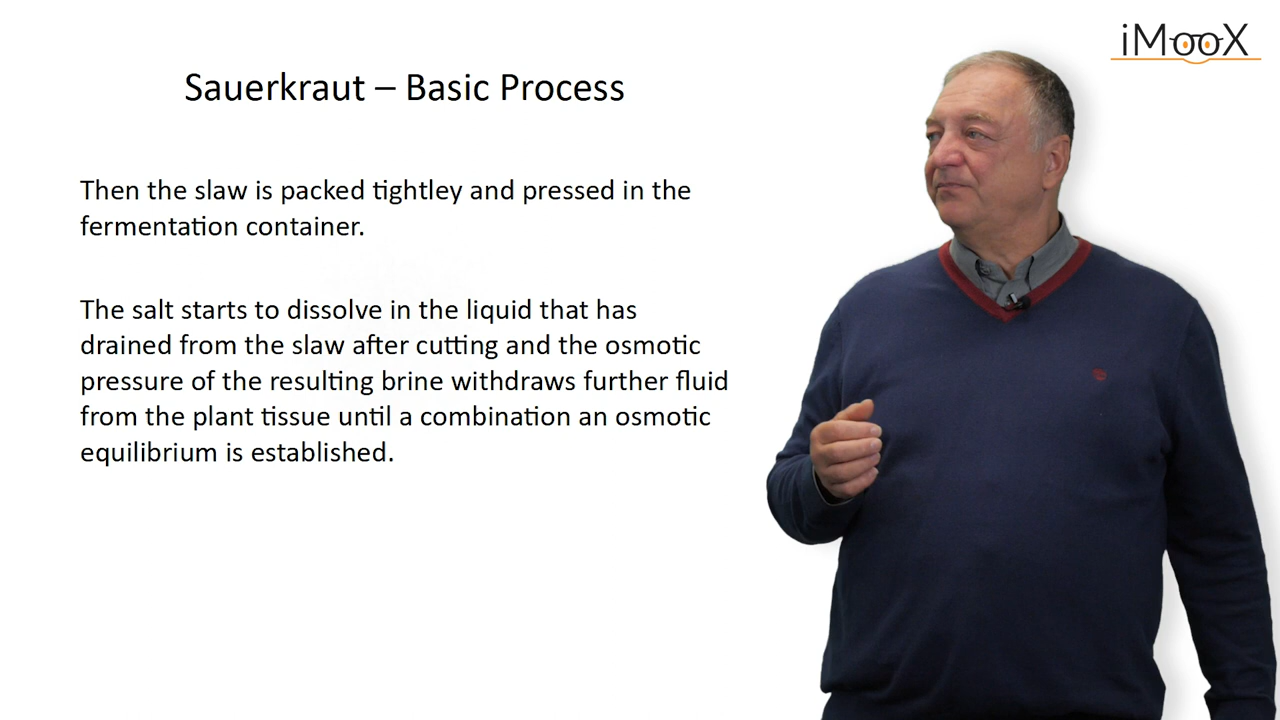 iMooX
Sauerkraut – Basic Process
Then the slaw is packed tightley and pressed in the
fermentation container.
The salt starts to dissolve in the liquid that has
drained from the slaw after cutting and the osmotic
pressure of the resulting brine withdraws further fluid
from the plant tissue until a combination an osmotic
equilibrium is established.